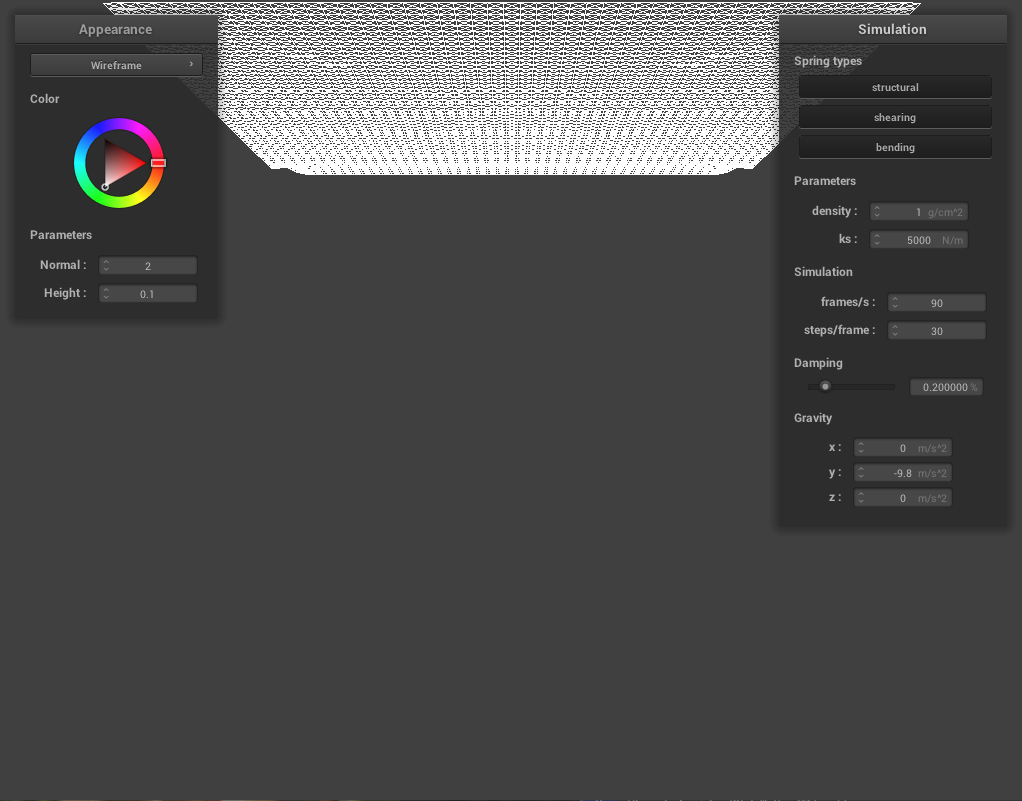 Appearance
Wireframe
Color
Parameters
Normal : 2
Height : 0.1
Simulation
Spring types
structural
shearing
bending
Parameters
density : 1 g/cm^2
ks : 5000 N/m
Simulation
frames/s : 90
steps/frame : 30
Damping
0.200000 %
Gravity
x : 0 m/s^2
y : -9.8 m/s^2
z : 0 m/s^2